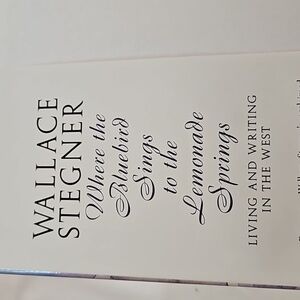 WALLACE
STEGNER
Where the
Bluebird
Sings
to the
Lemonade
Springs
LIVING AND WRITING
IN THE WEST